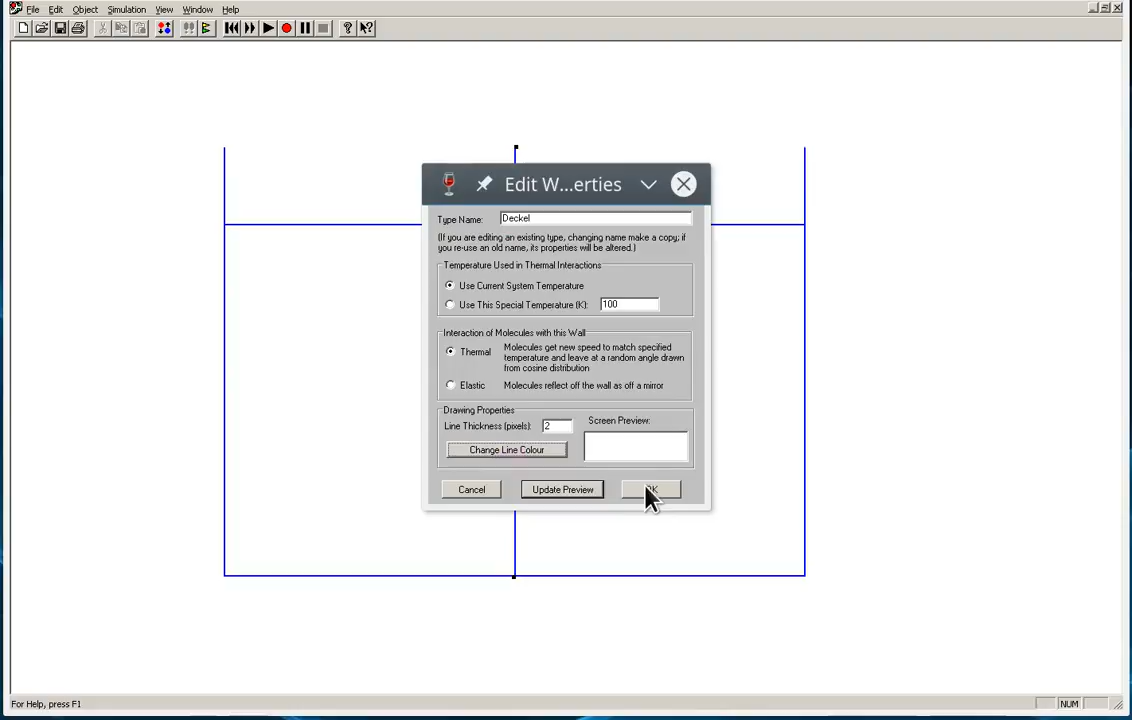 File Edit Object Simulation View Window Help
Edit W...erties
Type Name: Deckel
(If you are editing an existing type, changing name make a copy; if
you re-use an old name, its properties will be altered.)
Temperature Used in Thermal Interactions
Use Current System Temperature
Use This Special Temperature (K): 100
Interaction of Molecules with this Wall
Thermal
Molecules get new speed to match specified
temperature and leave at a random angle drawn
from cosine distribution
Elastic Molecules reflect off the wall as off a mirror
Drawing Properties
Line Thickness (pixels): 2
Screen Preview:
Change Line Colour
Cancel Update Preview
For Help, press F1 NUM